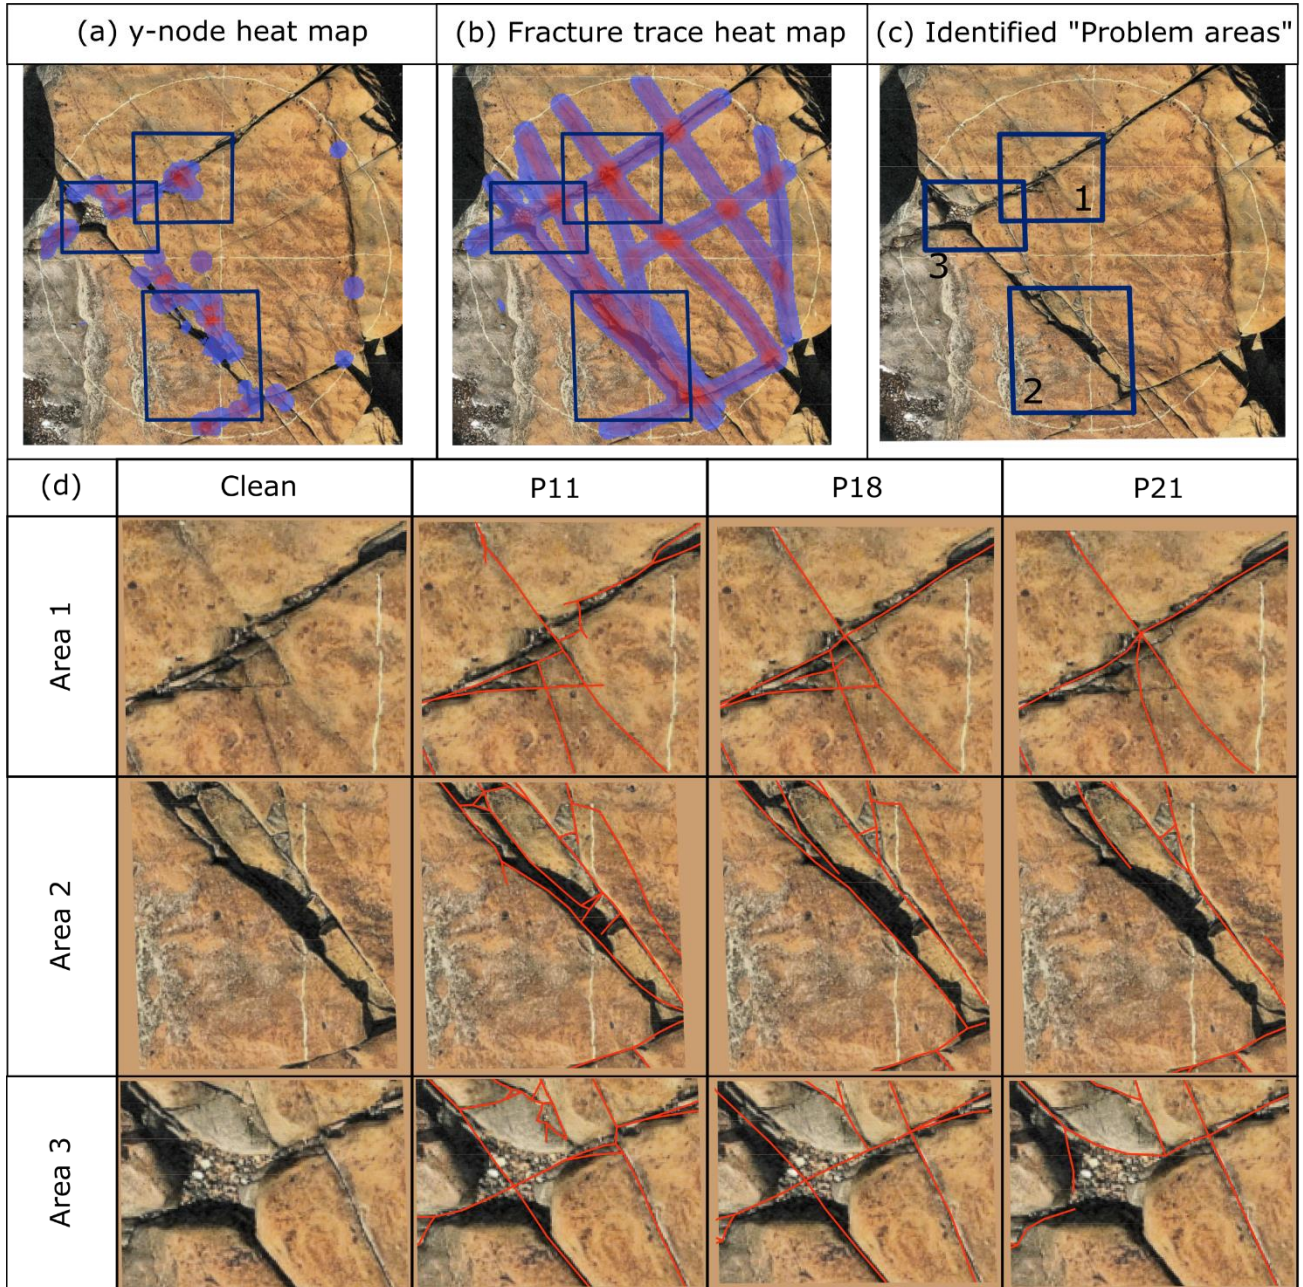 (a) y-node heat map
(b) Fracture trace heat map
(c) Identified "Problem areas"
1
3
2
(d)
Clean
P11
P18
P21
Area 1
Area 2
Area 3